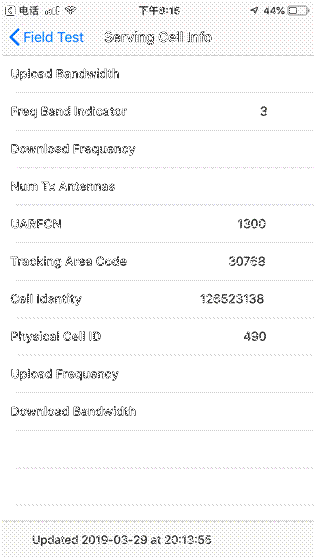 电话 下午8:15 44%
Field Test Serving Cell Info
Upload Bandwidth
Freq Band Indicator 3
Download Frequency
Num Tx Antennas
UARFCN 1300
Tracking Area Code 30768
Cell Identity 126523138
Physical Cell ID 490
Upload Frequency
Download Bandwidth
Updated 2019-03-29 at 20:13:56